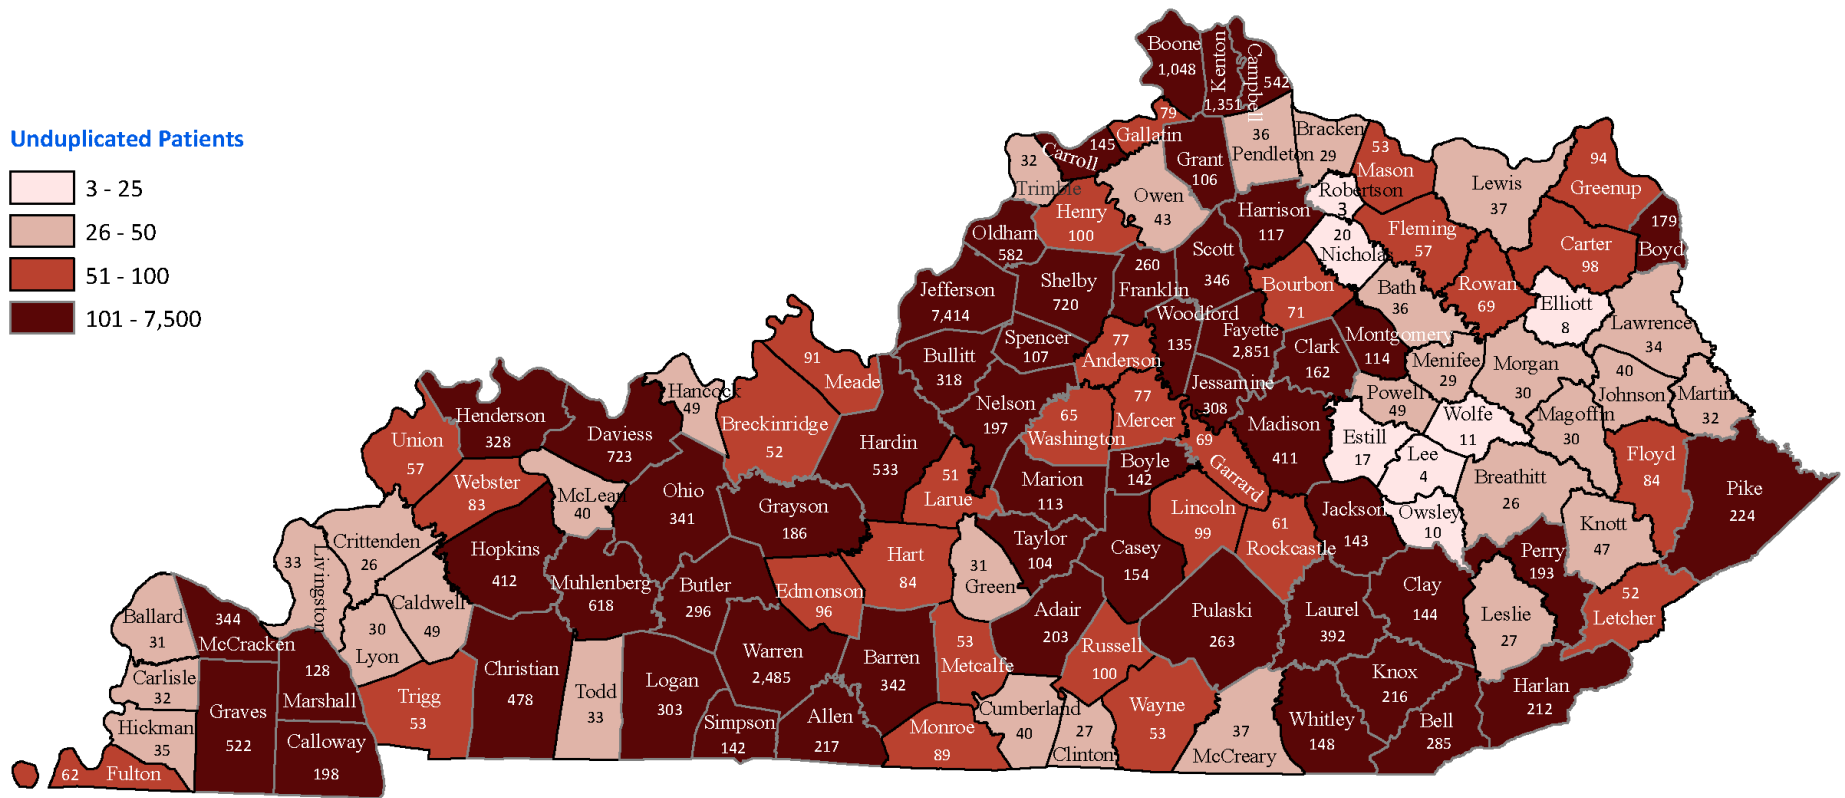 Unduplicated Patients
3 - 25
26 - 50
51 - 100
101 - 7,500
Boone
1,048
Kenton
1,351
Campbell
542
79
Gallatin
145
Carroll
32
Trimble
Grant
106
36
Pendleton
Bracken
29
53
Mason
Robertson
3
Lewis
37
94
Greenup
179
Boyd
Carter
98
Owen
43
Henry
100
Oldham
582
Harrison
117
20
Nicholas
Fleming
57
Rowan
69
Elliott
8
Lawrence
34
Scott
346
260
Franklin
Shelby
720
Jefferson
7,414
Bourbon
71
Bath
36
Woodford
135
Fayette
2,851
Clark
162
Montgomery
114
Menifee
29
Morgan
30
40
Johnson
Martin
32
Spencer
107
77
Anderson
Bullitt
318
91
Meade
Jessamine
308
Powell
49
Wolfe
11
Magoffin
30
Hancock
49
Breckinridge
52
Nelson
197
65
Washington
77
Mercer
69
Garrard
Madison
411
Estill
17
Lee
4
Breathitt
26
Floyd
84
Pike
224
Henderson
328
Daviess
723
Union
57
Webster
83
McLean
40
Ohio
341
Grayson
186
Hardin
533
51
Larue
Marion
113
Boyle
142
Lincoln
99
61
Rockcastle
Jackson
143
Owsley
10
Perry
193
Knott
47
52
Letcher
Crittenden
26
33
Livingston
Hopkins
412
Muhlenberg
618
Butler
296
Edmonson
96
Hart
84
31
Green
Taylor
104
Casey
154
Adair
203
Pulaski
263
Laurel
392
Clay
144
Leslie
27
Ballard
31
344
McCracken
Caldwell
49
30
Lyon
128
Marshall
Christian
478
Warren
2,485
Barren
342
53
Metcalfe
Russell
100
Carlisle
32
Graves
522
Trigg
53
Todd
33
Logan
303
Simpson
142
Allen
217
Monroe
89
Cumberland
40
27
Clinton
Wayne
53
37
McCreary
Whitley
148
Knox
216
Bell
285
Harlan
212
Hickman
35
Calloway
198
62
Fulton